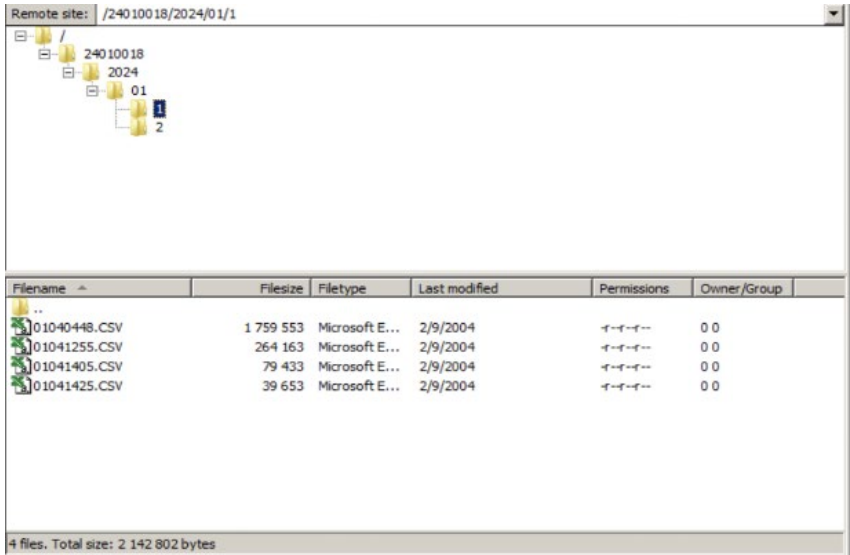 Remote site: /24010018/2024/01/1
/
24010018
2024
01
1
2
Filename Filesize Filetype Last modified Permissions Owner/Group
..
01040448.CSV 1 759 553 Microsoft E... 2/9/2004 -r--r--r-- 0 0
01041255.CSV 264 163 Microsoft E... 2/9/2004 -r--r--r-- 0 0
01041405.CSV 79 433 Microsoft E... 2/9/2004 -r--r--r-- 0 0
01041425.CSV 39 653 Microsoft E... 2/9/2004 -r--r--r-- 0 0
4 files. Total size: 2 142 802 bytes